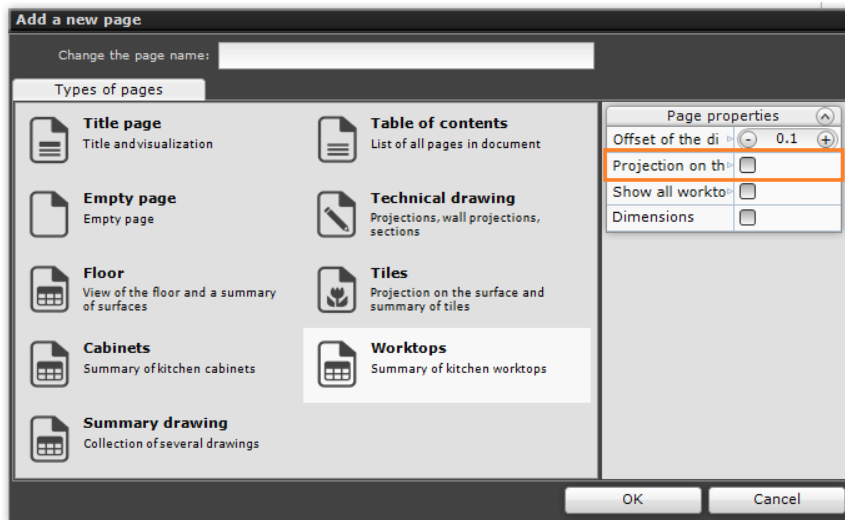 Add a new page
Change the page name:
Types of pages
Title page
Title and visualization
Table of contents
List of all pages in document
Empty page
Empty page
Technical drawing
Projections, wall projections,
sections
Floor
View of the floor and a summary
of surfaces
Tiles
Projection on the surface and
summary of tiles
Cabinets
Summary of kitchen cabinets
Worktops
Summary of kitchen worktops
Summary drawing
Collection of several drawings
Page properties
Offset of the di
0.1
Projection on th
Show all workto
Dimensions
OK
Cancel